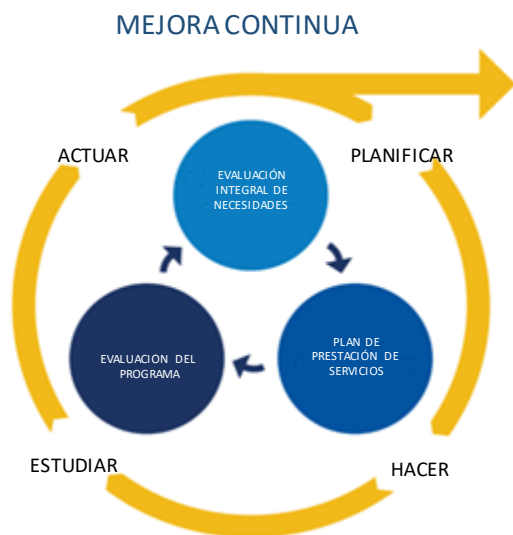 MEJORA CONTINUA
ACTUAR
PLANIFICAR
EVALUACIÓN
INTEGRAL DE
NECESIDADES
EVALUACION DEL
PROGRAMA
PLAN DE
PRESTACIÓN DE
SERVICIOS
ESTUDIAR
HACER